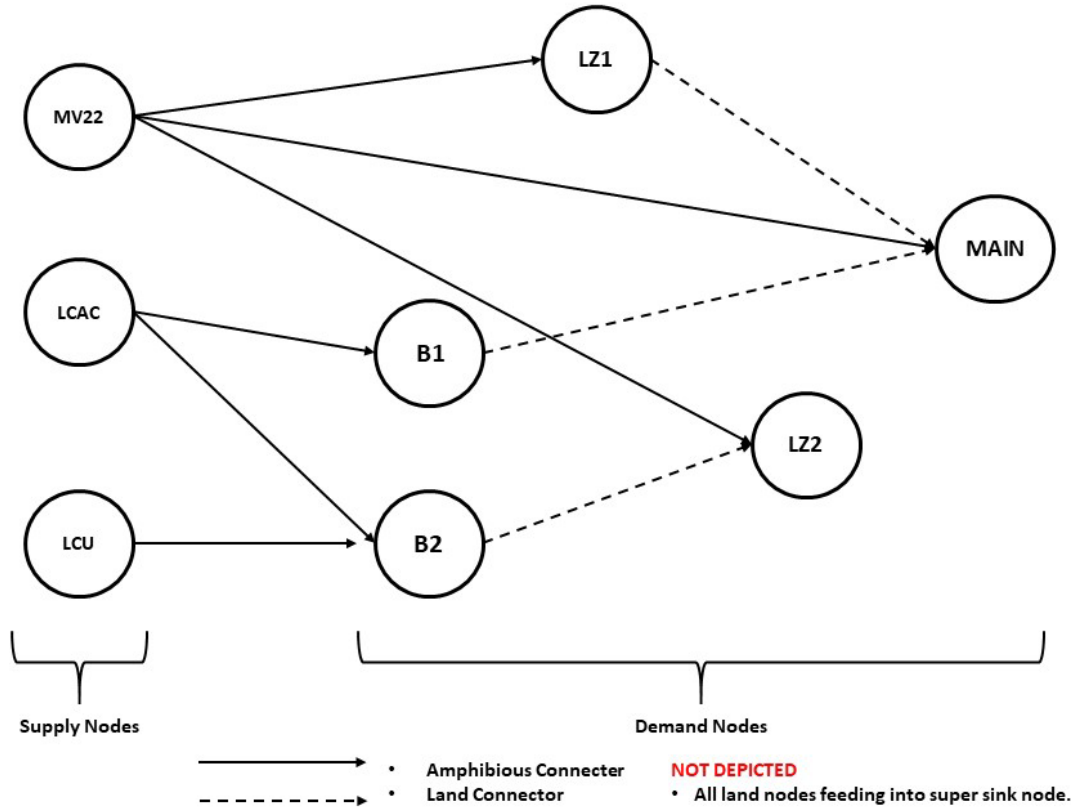 LZ1
MV22
MAIN
LCAC
B1
LZ2
LCU
B2
Supply Nodes
Demand Nodes
• Amphibious Connecter
• Land Connector
NOT DEPICTED
• All land nodes feeding into super sink node.